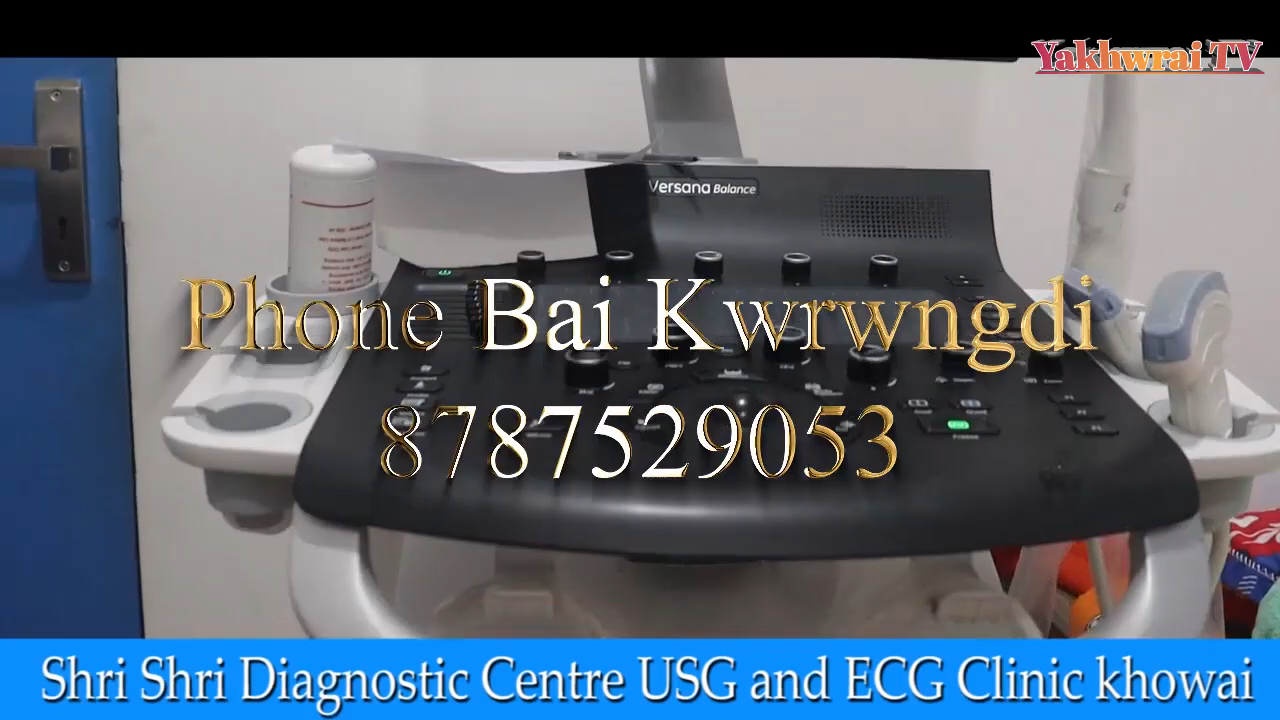 Yakhwrai TV
Versana Balance
Phone Bai Kwrwngdi
8787529053
Shri Shri Diagnostic Centre USG and ECG Clinic khowai